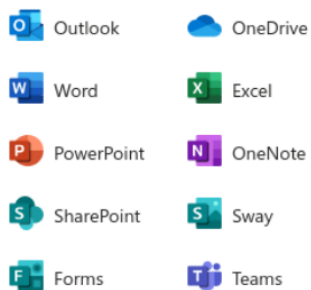 Outlook OneDrive
Word Excel
PowerPoint OneNote
SharePoint Sway
Forms Teams